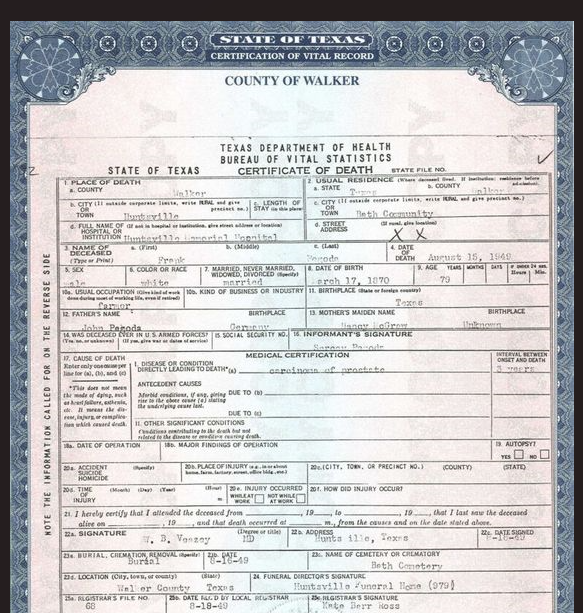 STATE OF TEXAS
CERTIFICATION OF VITAL RECORD
COUNTY OF WALKER
TEXAS DEPARTMENT OF HEALTH
BUREAU OF VITAL STATISTICS
STATE OF TEXAS CERTIFICATE OF DEATH STATE FILE NO.
1 PLACE OF DEATH 2 USUAL RESIDENCE (Where deceased lived. If institution: residence before admission).
a. COUNTY Walker a. STATE Texas b. COUNTY Walker
b. CITY (If outside corporate limits, write RURAL and give precinct no.) OR TOWN Huntsville c. LENGTH OF STAY (in this place) c. CITY (If outside corporate limits, write RURAL and give precinct no.) OR TOWN Beth Community
d. FULL NAME OF (If not in hospital or institution, give street address or location) HOSPITAL OR INSTITUTION Huntsville Memorial Hospital d. STREET ADDRESS (If rural, give location) X X
3. NAME OF DECEASED (Type or Print) a. (First) Frank b. (Middle) c. (Last) Pagoda 4. DATE OF DEATH August 15, 1949
5. SEX male 6. COLOR OR RACE white 7. MARRIED, NEVER MARRIED, WIDOWED, DIVORCED (Specify) married 8. DATE OF BIRTH March 17, 1870 9. AGE YEARS 79 MONTHS DAYS IF UNDER 24 HRS. Hours Min.
10a. USUAL OCCUPATION (Give kind of work done during most of working life, even if retired) Farmer 10b. KIND OF BUSINESS OR INDUSTRY 11. BIRTHPLACE (State or foreign country) Texas
12. FATHER'S NAME John Pagoda BIRTHPLACE Germany 13. MOTHER'S MAIDEN NAME Nancy McGrew BIRTHPLACE Unknown
14. WAS DECEASED EVER IN U.S. ARMED FORCES? (Yes, no, or unknown) (If yes, give war or dates of service) 15. SOCIAL SECURITY NO. 16. INFORMANT'S SIGNATURE Pagoda
17. CAUSE OF DEATH MEDICAL CERTIFICATION INTERVAL BETWEEN ONSET AND DEATH
Enter only one cause per line for (a), (b), and (c) I. DISEASE OR CONDITION DIRECTLY LEADING TO DEATH*(a) carcinoma of prostate 3 years
*This does not mean the mode of dying, such as heart failure, asthenia, etc. It means the disease, injury, or complication which caused death.
ANTECEDENT CAUSES
Morbid conditions, if any, giving rise to the above cause (a) stating the underlying cause last. DUE TO (b)
DUE TO (c)
II. OTHER SIGNIFICANT CONDITIONS
Conditions contributing to the death but not related to the disease or condition causing death.
18a. DATE OF OPERATION 18b. MAJOR FINDINGS OF OPERATION 19. AUTOPSY? YES NO
20a. ACCIDENT SUICIDE HOMICIDE (Specify) 20b. PLACE OF INJURY (e.g., in or about home, farm, factory, street, office bldg., etc.) 20c. (CITY, TOWN, OR PRECINCT NO.) (COUNTY) (STATE)
20d. TIME OF INJURY (Month) (Day) (Year) (Hour) m. 20e. INJURY OCCURRED WHILE AT WORK NOT WHILE AT WORK 20f. HOW DID INJURY OCCUR?
21. I hereby certify that I attended the deceased from , 19 to , 19 , that I last saw the deceased
alive on , 19 , and that death occurred at m., from the causes and on the date stated above.
22a. SIGNATURE W. B. Veazey (Degree or title) MD 22b. ADDRESS Huntsville, Texas 22c. DATE SIGNED 8-16-49
23a. BURIAL, CREMATION REMOVAL (Specify) Burial 23b. DATE 8-16-49 23c. NAME OF CEMETERY OR CREMATORY Beth Cemetery
23d. LOCATION (City, town, or county) (State) Walker County Texas 24. FUNERAL DIRECTOR'S SIGNATURE Huntsville Funeral Home (979)
25a. REGISTRAR'S FILE NO. 68 25b. DATE REC'D BY LOCAL REGISTRAR 8-18-49 25c. REGISTRAR'S SIGNATURE Kate Barr Ross
NOTE THE INFORMATION CALLED FOR ON THE REVERSE SIDE